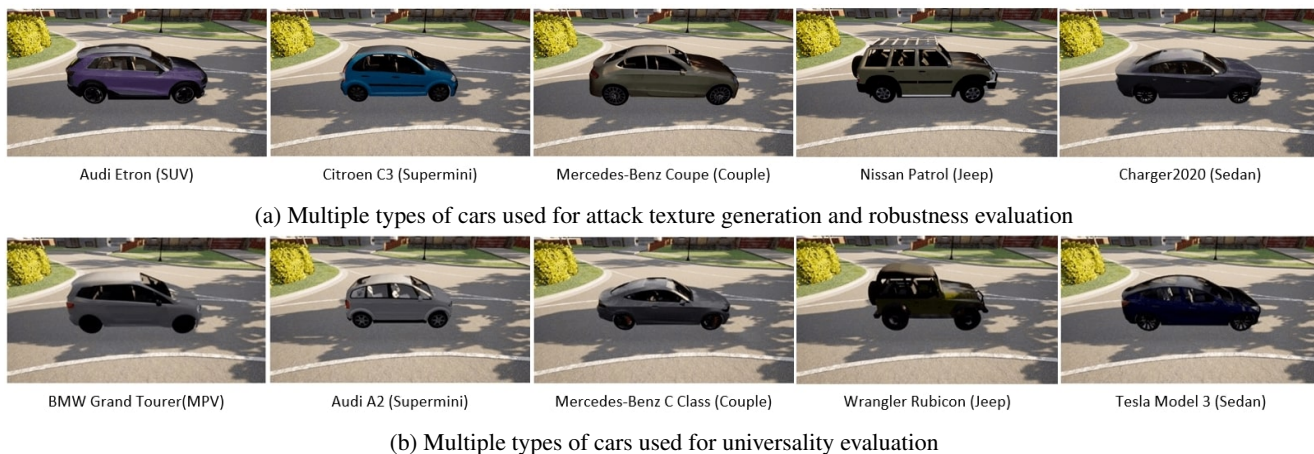 Audi Etron (SUV)
Citroen C3 (Supermini)
Mercedes-Benz Coupe (Couple)
Nissan Patrol (Jeep)
Charger2020 (Sedan)
(a) Multiple types of cars used for attack texture generation and robustness evaluation
BMW Grand Tourer(MPV)
Audi A2 (Supermini)
Mercedes-Benz C Class (Couple)
Wrangler Rubicon (Jeep)
Tesla Model 3 (Sedan)
(b) Multiple types of cars used for universality evaluation